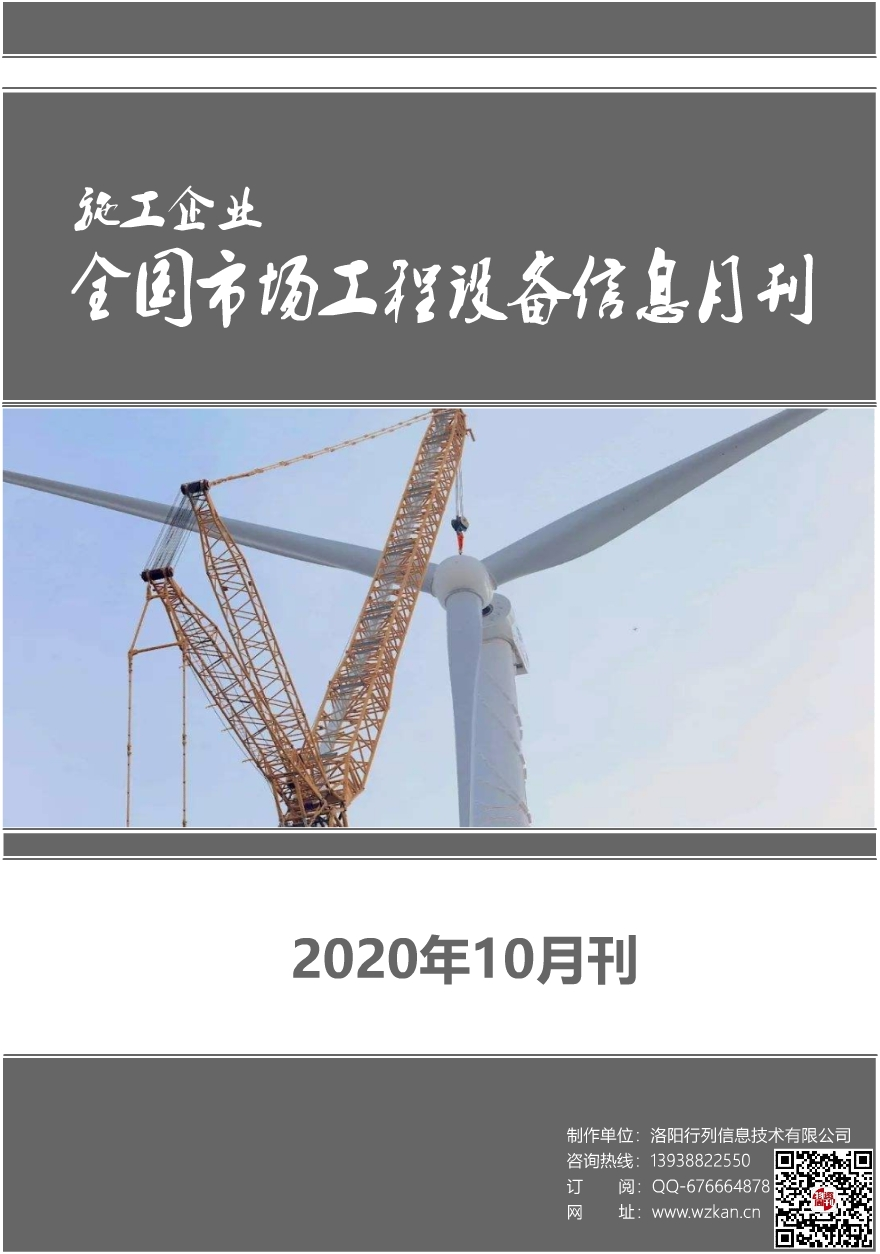 施工企业
全国市场工程设备信息月刊
2020年10月刊
制作单位：洛阳行列信息技术有限公司
咨询热线：13938822550
订 阅：QQ-676664878
网 址：www.wzkan.cn